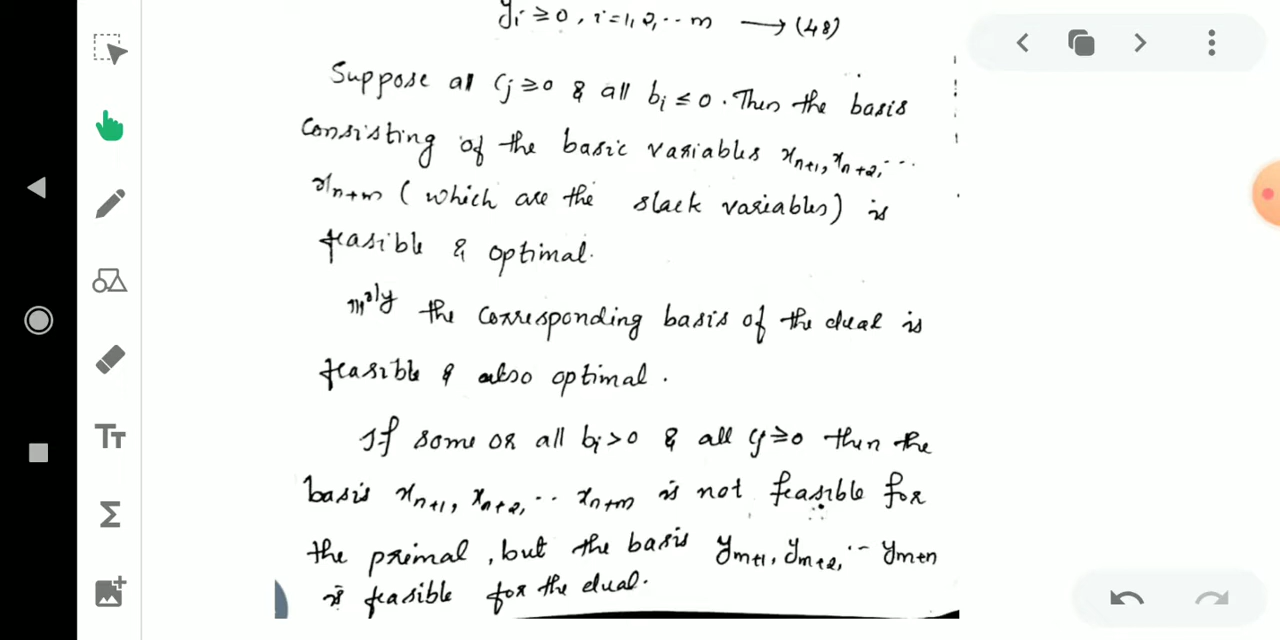 yi ≥ 0, i = 1, 2, .. m → (48)
Suppose all cj ≥ 0 & all bi ≤ 0. Then the basis
consisting of the basic variables xn+1, xn+2, ...
xn+m (which are the slack variables) is
feasible & optimal.
|||ly the corresponding basis of the dual is
feasible & also optimal.
If some or all bi > 0 & all cj ≥ 0 then the
basis xn+1, xn+2, .. xn+m is not feasible for
the primal, but the basis ym+1, ym+2, .. ym+n
is feasible for the dual.
TT
Σ